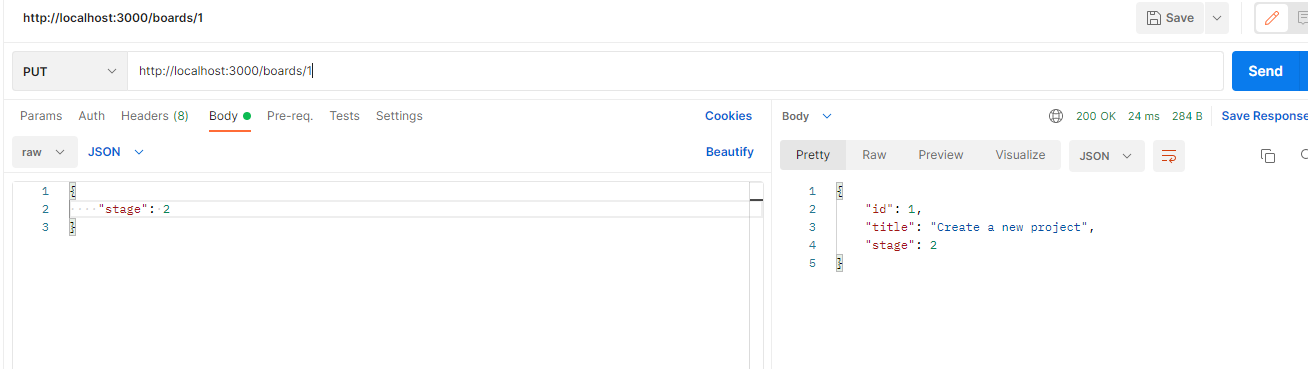 http://localhost:3000/boards/1
Save
PUT
http://localhost:3000/boards/1
Send
Params Auth Headers (8) Body Pre-req. Tests Settings Cookies
raw JSON Beautify
1 {
2 "stage": 2
3 }
Body 200 OK 24 ms 284 B Save Response
Pretty Raw Preview Visualize JSON
1 {
2 "id": 1,
3 "title": "Create a new project",
4 "stage": 2
5 }